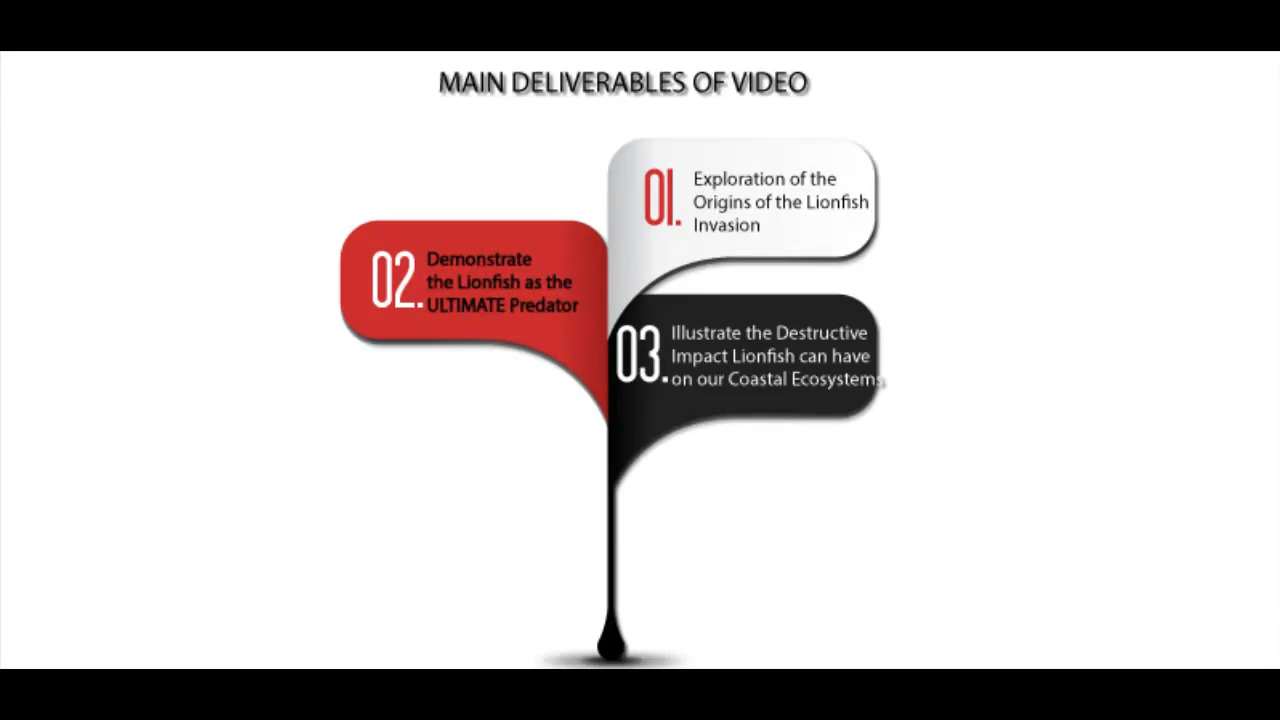 MAIN DELIVERABLES OF VIDEO
01.
Exploration of the
Origins of the Lionfish
Invasion
02.
Demonstrate
the Lionfish as the
ULTIMATE Predator
03.
Illustrate the Destructive
Impact Lionfish can have
on our Coastal Ecosystems